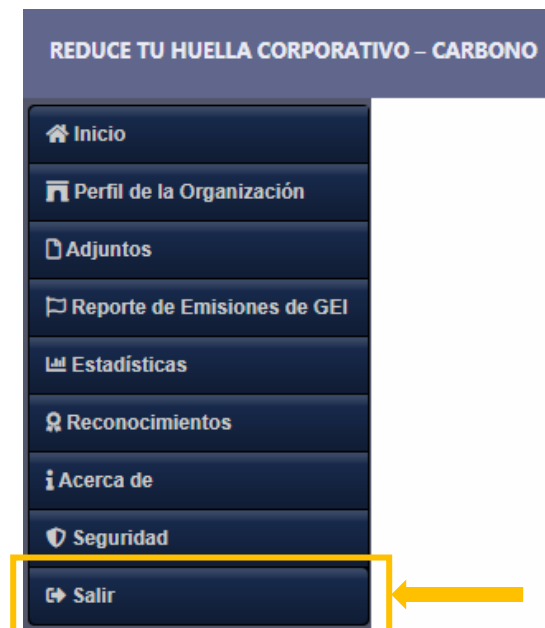 REDUCE TU HUELLA CORPORATIVO – CARBONO
Inicio
Perfil de la Organización
Adjuntos
Reporte de Emisiones de GEI
Estadísticas
Reconocimientos
Acerca de
Seguridad
Salir